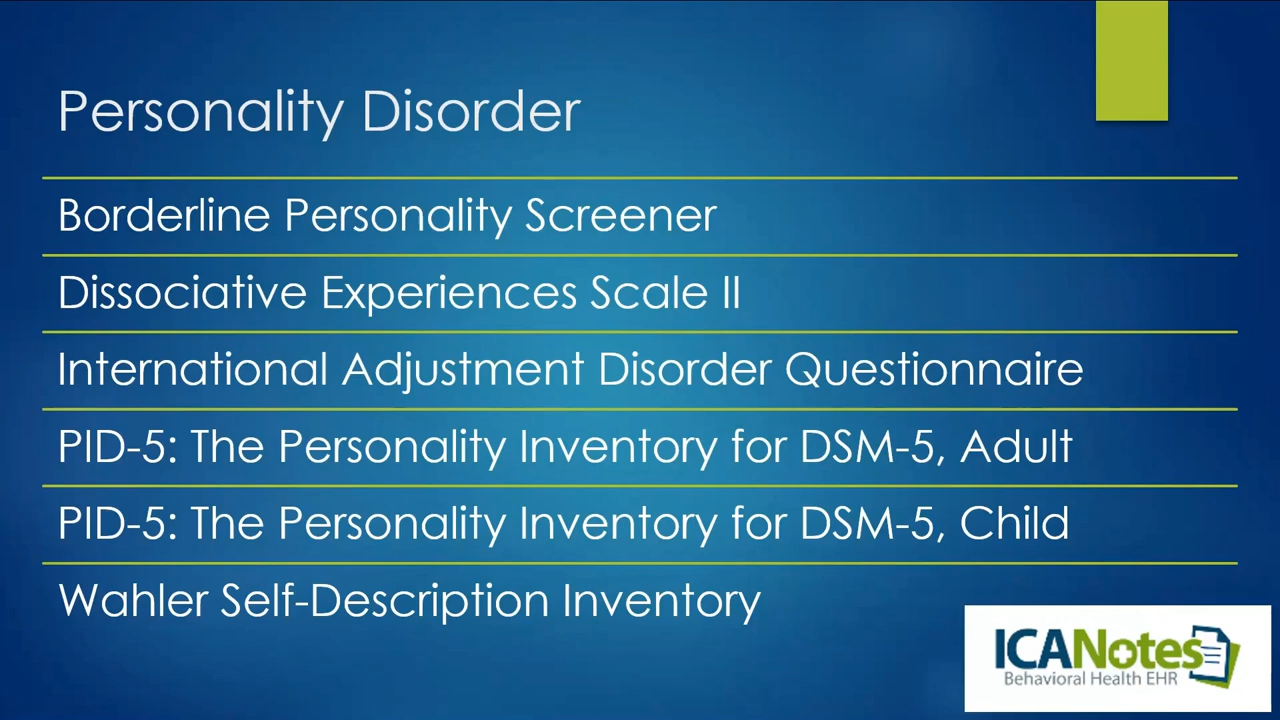 Personality Disorder
Borderline Personality Screener
Dissociative Experiences Scale II
International Adjustment Disorder Questionnaire
PID-5: The Personality Inventory for DSM-5, Adult
PID-5: The Personality Inventory for DSM-5, Child
Wahler Self-Description Inventory
ICANotes
Behavioral Health EHR